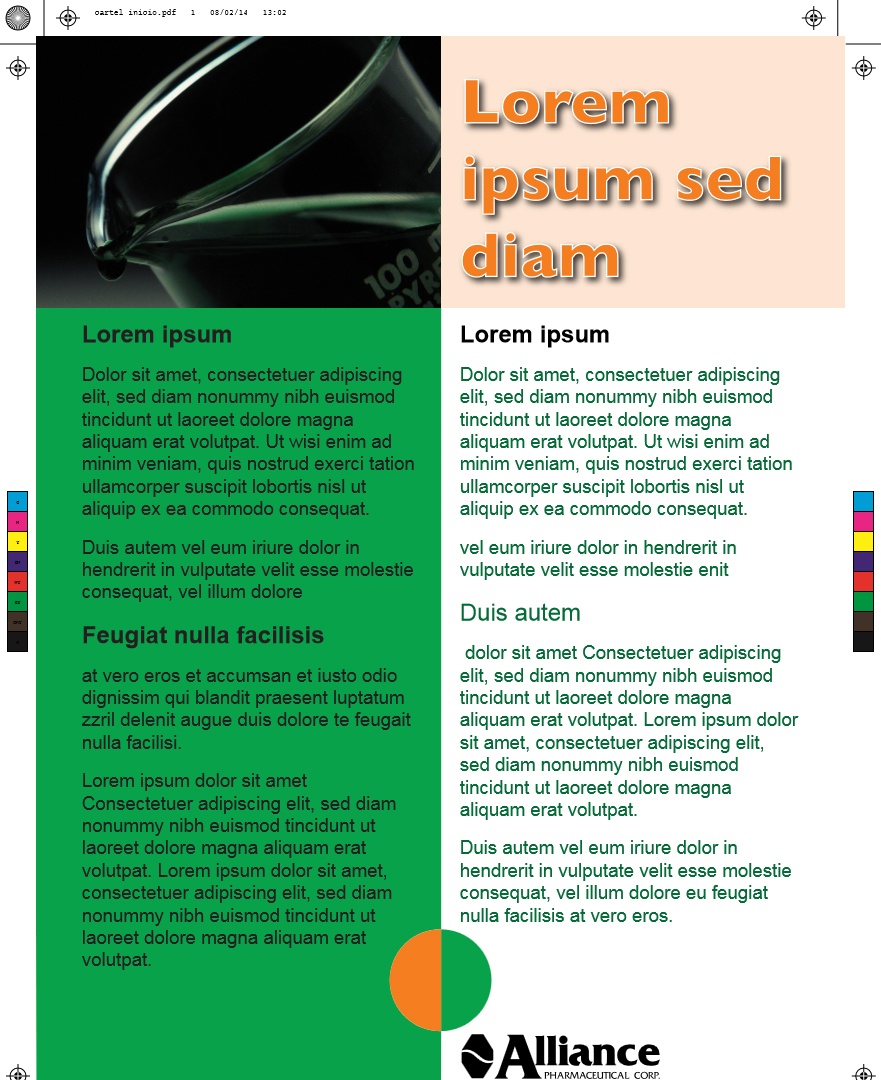 cartel inicio.pdf 1 08/02/14 13:02
100 m
PYRE
Lorem
ipsum sed
diam
Lorem ipsum
Dolor sit amet, consectetuer adipiscing
elit, sed diam nonummy nibh euismod
tincidunt ut laoreet dolore magna
aliquam erat volutpat. Ut wisi enim ad
minim veniam, quis nostrud exerci tation
ullamcorper suscipit lobortis nisl ut
aliquip ex ea commodo consequat.
Duis autem vel eum iriure dolor in
hendrerit in vulputate velit esse molestie
consequat, vel illum dolore
Feugiat nulla facilisis
at vero eros et accumsan et iusto odio
dignissim qui blandit praesent luptatum
zzril delenit augue duis dolore te feugait
nulla facilisi.
Lorem ipsum dolor sit amet
Consectetuer adipiscing elit, sed diam
nonummy nibh euismod tincidunt ut
laoreet dolore magna aliquam erat
volutpat. Lorem ipsum dolor sit amet,
consectetuer adipiscing elit, sed diam
nonummy nibh euismod tincidunt ut
laoreet dolore magna aliquam erat
volutpat.
Lorem ipsum
Dolor sit amet, consectetuer adipiscing
elit, sed diam nonummy nibh euismod
tincidunt ut laoreet dolore magna
aliquam erat volutpat. Ut wisi enim ad
minim veniam, quis nostrud exerci tation
ullamcorper suscipit lobortis nisl ut
aliquip ex ea commodo consequat.
vel eum iriure dolor in hendrerit in
vulputate velit esse molestie enit
Duis autem
dolor sit amet Consectetuer adipiscing
elit, sed diam nonummy nibh euismod
tincidunt ut laoreet dolore magna
aliquam erat volutpat. Lorem ipsum dolor
sit amet, consectetuer adipiscing elit,
sed diam nonummy nibh euismod
tincidunt ut laoreet dolore magna
aliquam erat volutpat.
Duis autem vel eum iriure dolor in
hendrerit in vulputate velit esse molestie
consequat, vel illum dolore eu feugiat
nulla facilisis at vero eros.
Alliance
PHARMACEUTICAL CORP.